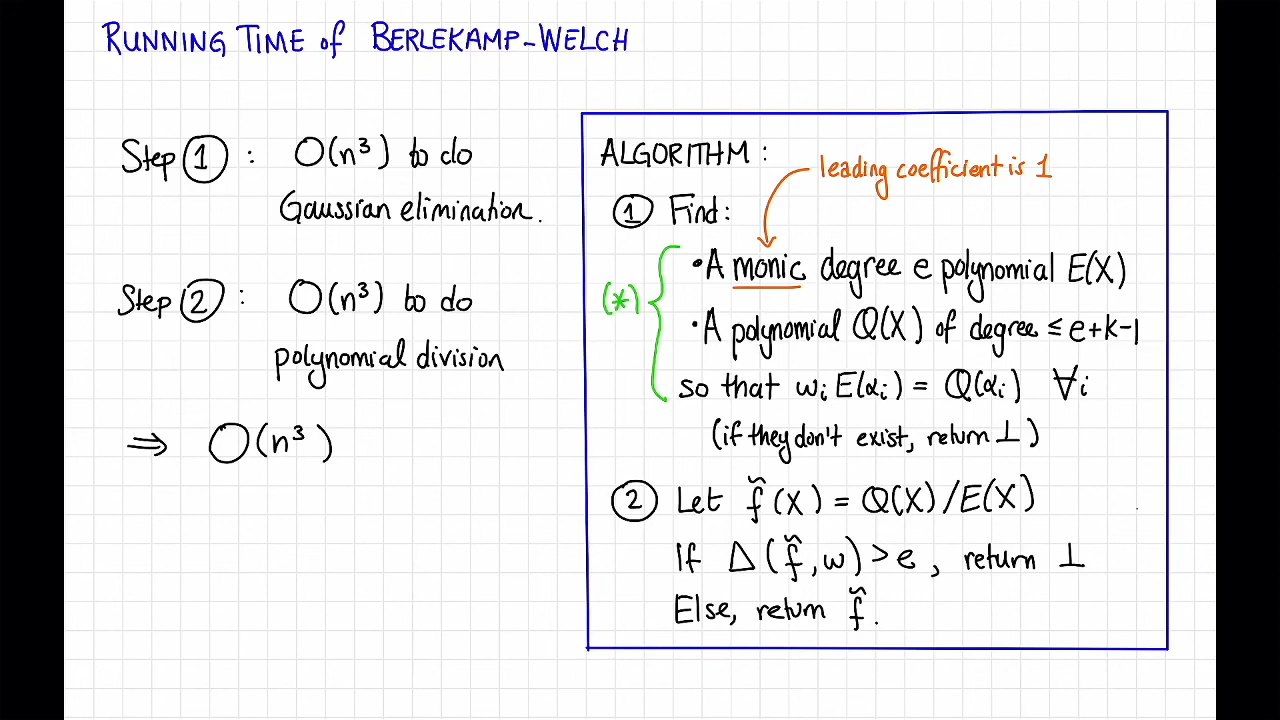 RUNNING TIME of BERLEKAMP-WELCH
Step ① : O(n³) to do
Gaussian elimination.
Step ② : O(n³) to do
polynomial division
⇒ O(n³)
ALGORITHM :
leading coefficient is 1
① Find:
(*)
• A monic degree e polynomial E(X)
• A polynomial Q(X) of degree ≤ e+k-1
so that wᵢ E(αᵢ) = Q(αᵢ) ∀i
(if they don't exist, return ⊥)
② Let f̃(X) = Q(X)/E(X)
If Δ(f̃, w) > e, return ⊥
Else, return f̃.